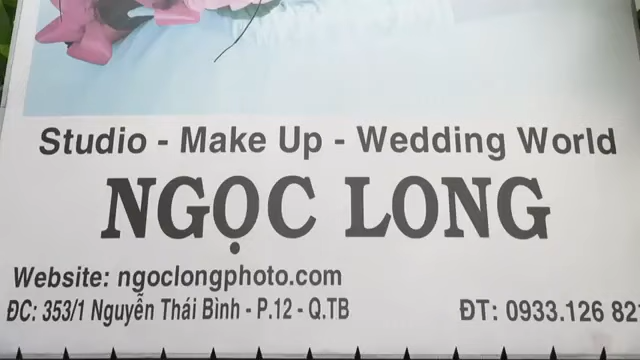 Studio - Make Up - Wedding World
NGỌC LONG
Website: ngoclongphoto.com
ĐC: 353/1 Nguyễn Thái Bình - P.12 - Q.TB
ĐT: 0933.126 82